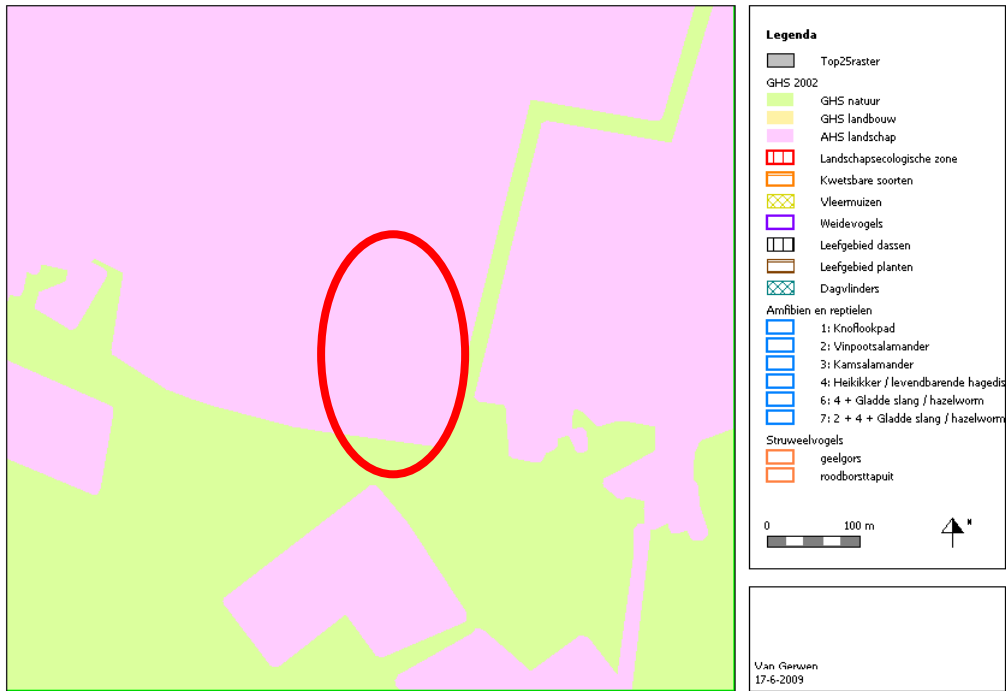 Legenda
Top25raster
GHS 2002
GHS natuur
GHS landbouw
AHS landschap
Landschapsecologische zone
Kwetsbare soorten
Vleermuizen
Weidevogels
Leefgebied dassen
Leefgebied planten
Dagvlinders
Amfibien en reptielen
1: Knoflookpad
2: Vinpootsalamander
3: Kamsalamander
4: Heikikker / levendbarende hagedis
6: 4 + Gladde slang / hazelworm
7: 2 + 4 + Gladde slang / hazelworm
Struweelvogels
geelgors
roodborsttapuit
0 100 m
N
Van Gerwen
17-6-2009